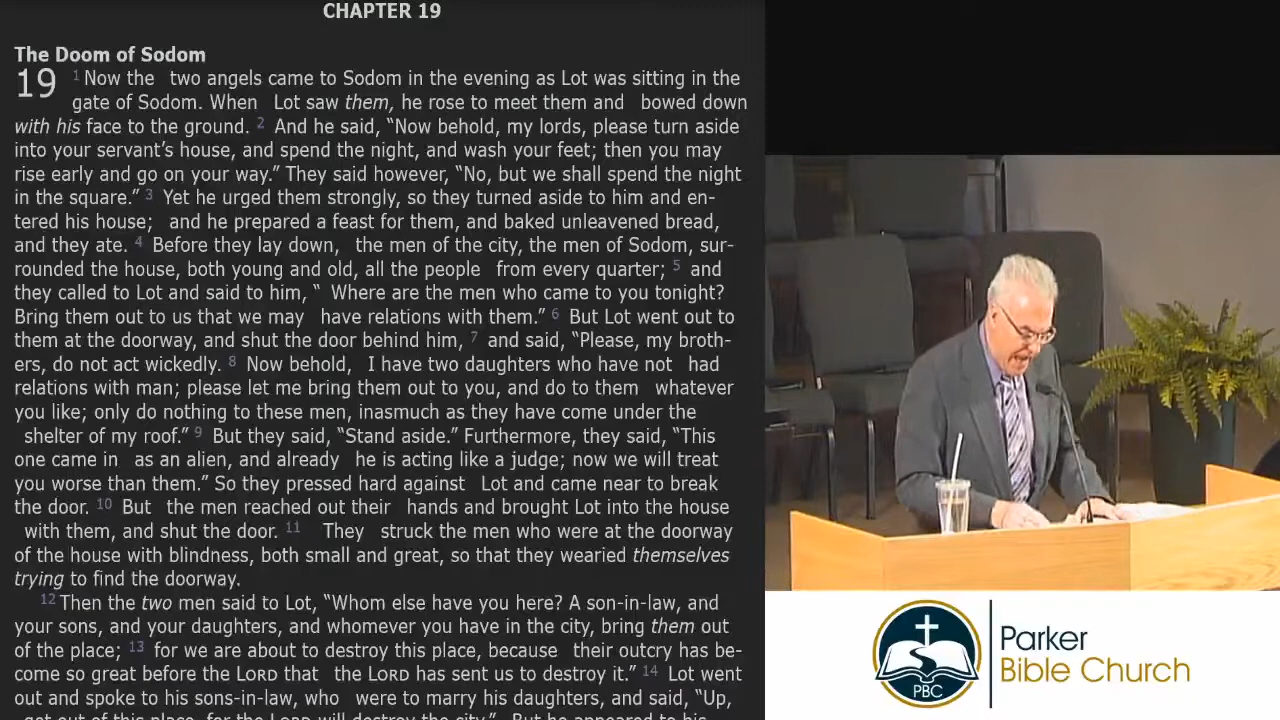 CHAPTER 19
The Doom of Sodom
19 1 Now the two angels came to Sodom in the evening as Lot was sitting in the
gate of Sodom. When Lot saw them, he rose to meet them and bowed down
with his face to the ground. 2 And he said, “Now behold, my lords, please turn aside
into your servant’s house, and spend the night, and wash your feet; then you may
rise early and go on your way.” They said however, “No, but we shall spend the night
in the square.” 3 Yet he urged them strongly, so they turned aside to him and en-
tered his house; and he prepared a feast for them, and baked unleavened bread,
and they ate. 4 Before they lay down, the men of the city, the men of Sodom, sur-
rounded the house, both young and old, all the people from every quarter; 5 and
they called to Lot and said to him, “ Where are the men who came to you tonight?
Bring them out to us that we may have relations with them.” 6 But Lot went out to
them at the doorway, and shut the door behind him, 7 and said, “Please, my broth-
ers, do not act wickedly. 8 Now behold, I have two daughters who have not had
relations with man; please let me bring them out to you, and do to them whatever
you like; only do nothing to these men, inasmuch as they have come under the
shelter of my roof.” 9 But they said, “Stand aside.” Furthermore, they said, “This
one came in as an alien, and already he is acting like a judge; now we will treat
you worse than them.” So they pressed hard against Lot and came near to break
the door. 10 But the men reached out their hands and brought Lot into the house
with them, and shut the door. 11 They struck the men who were at the doorway
of the house with blindness, both small and great, so that they wearied themselves
trying to find the doorway.
12 Then the two men said to Lot, “Whom else have you here? A son-in-law, and
your sons, and your daughters, and whomever you have in the city, bring them out
of the place; 13 for we are about to destroy this place, because their outcry has be-
come so great before the LORD that the LORD has sent us to destroy it.” 14 Lot went
out and spoke to his sons-in-law, who were to marry his daughters, and said, “Up,
get out of this place, for the LORD will destroy the city.” But he appeared to his
PBC
Parker
Bible Church